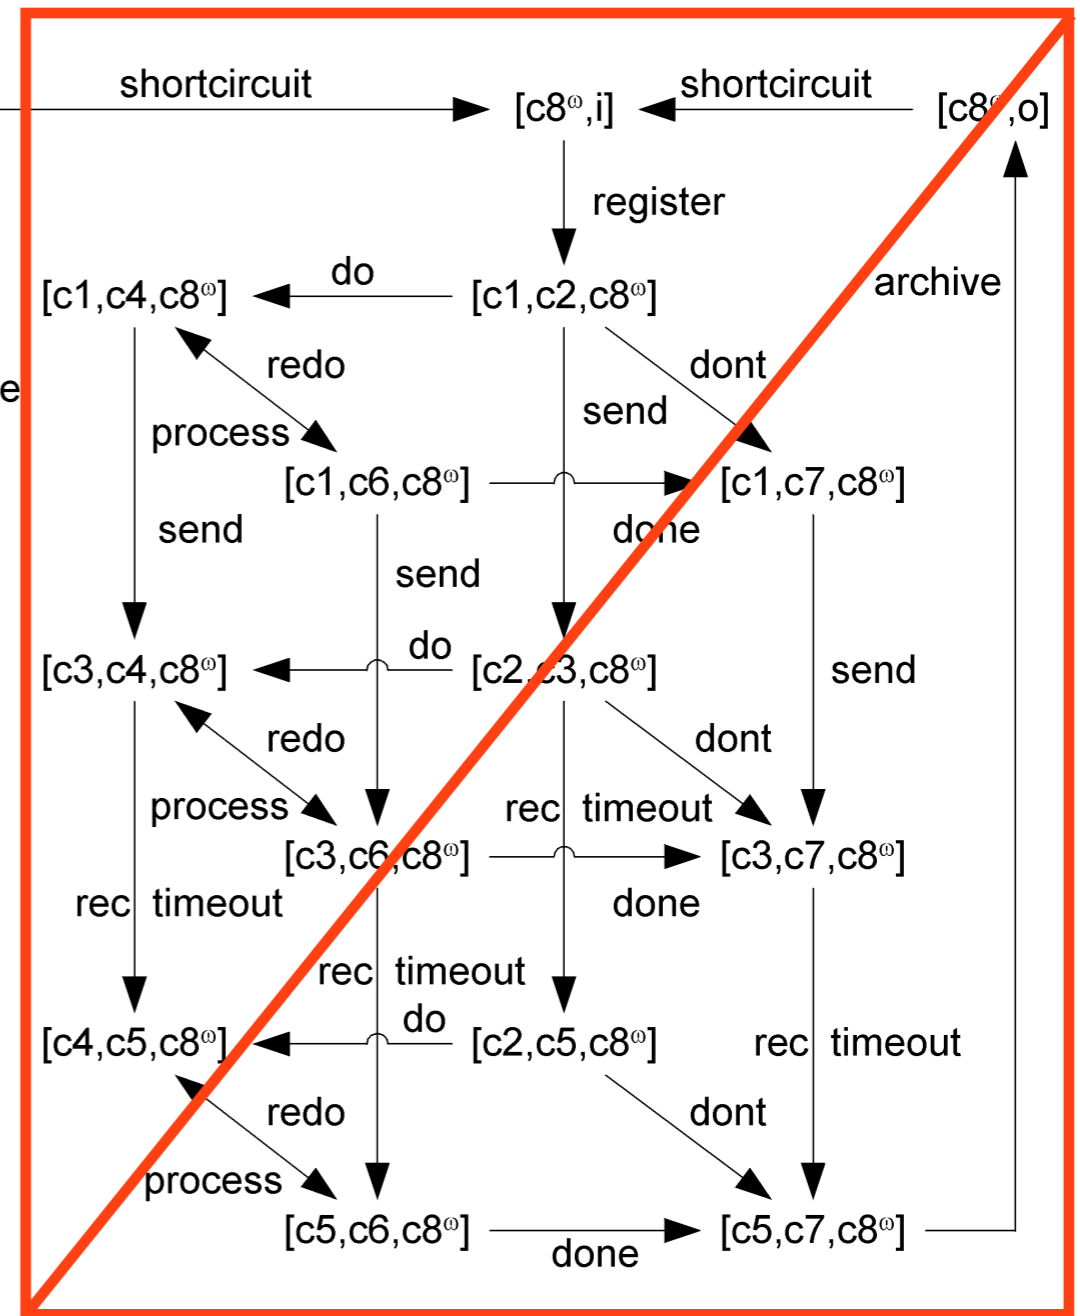 shortcircuit shortcircuit
[c8ω,i] [c8ω,o]
register
archive
do
[c1,c4,c8ω] [c1,c2,c8ω]
redo dont
e
send
process
[c1,c6,c8ω] [c1,c7,c8ω]
send done
send
do
[c3,c4,c8ω] [c2,c3,c8ω] send
redo dont
process rec timeout
[c3,c6,c8ω] [c3,c7,c8ω]
rec timeout done
rec timeout
do
[c4,c5,c8ω] [c2,c5,c8ω] rec timeout
redo dont
process
[c5,c6,c8ω] [c5,c7,c8ω]
done